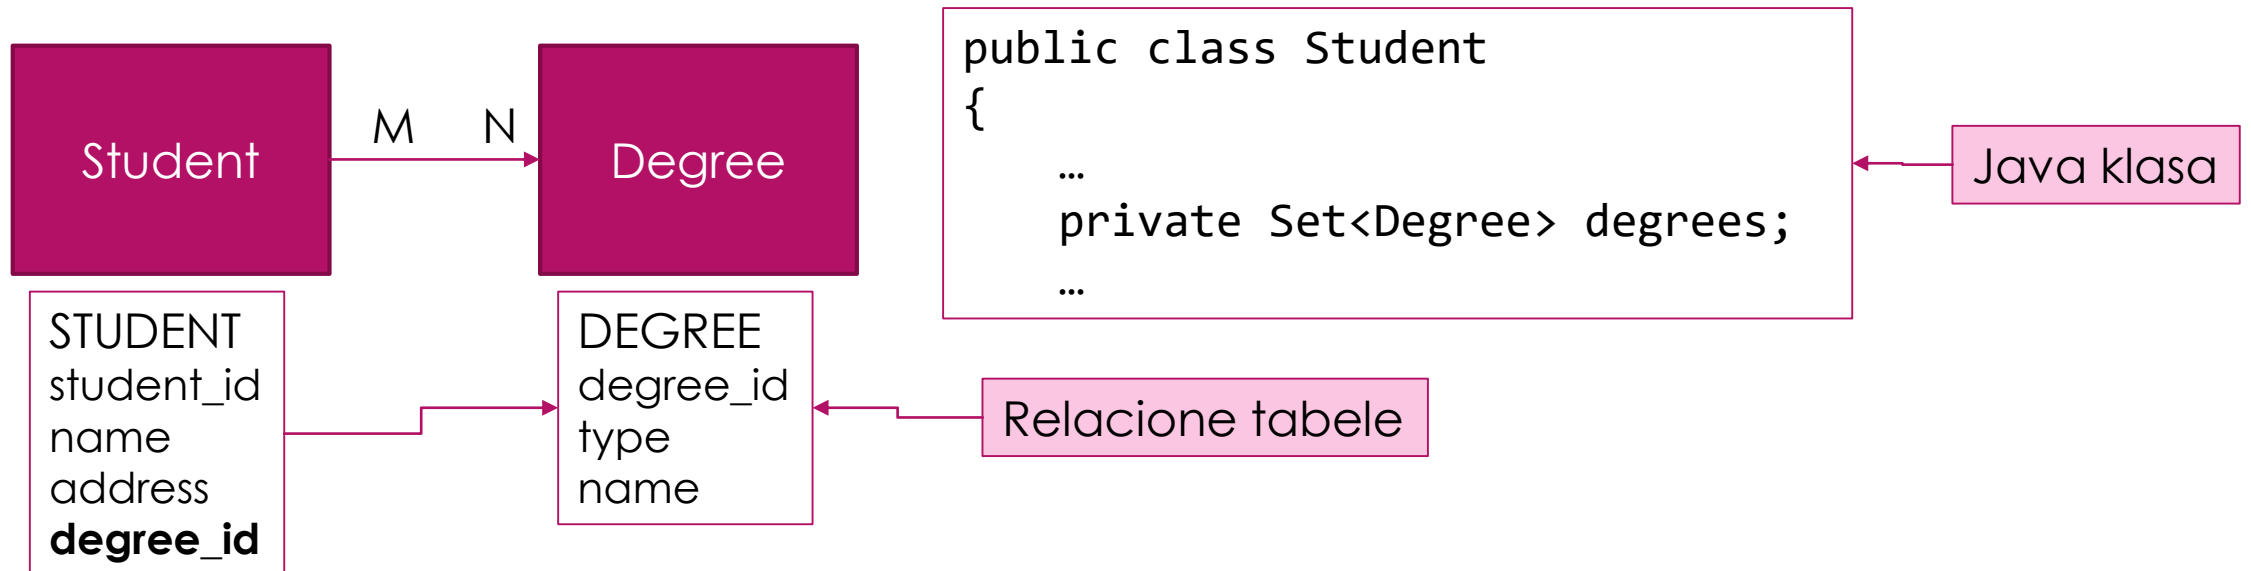 Student
M N
Degree
public class Student
{
…
private Set<Degree> degrees;
…
Java klasa
STUDENT
student_id
name
address
degree_id
DEGREE
degree_id
type
name
Relacione tabele